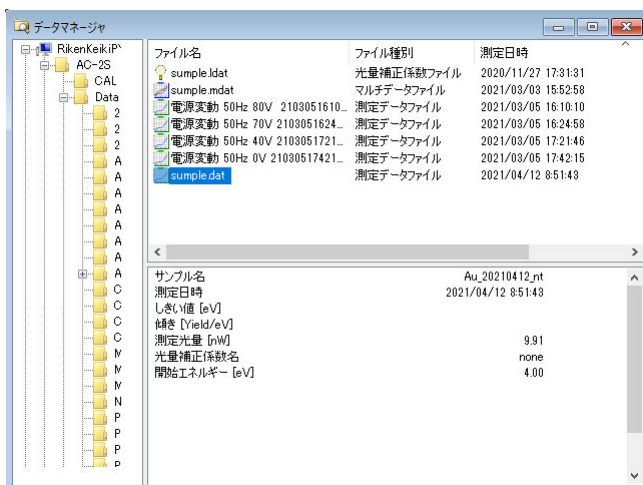 データマネージャ
RikenKeikiP
AC-2S
CAL
Data
2
2
2
A
A
A
A
A
A
A
A
C
C
C
C
M
M
M
N
P
P
P
P
ファイル名 ファイル種別 測定日時
sumple.ldat 光量補正係数ファイル 2020/11/27 17:31:31
sumple.mdat マルチデータファイル 2021/03/03 15:52:58
電源変動 50Hz 80V 2103051610... 測定データファイル 2021/03/05 16:10:10
電源変動 50Hz 70V 2103051624... 測定データファイル 2021/03/05 16:24:58
電源変動 50Hz 40V 2103051721... 測定データファイル 2021/03/05 17:21:46
電源変動 50Hz 0V 21030517421... 測定データファイル 2021/03/05 17:42:15
sumple.dat 測定データファイル 2021/04/12 8:51:43
サンプル名 Au_20210412_nt
測定日時 2021/04/12 8:51:43
しきい値 [eV]
傾き [Yield/eV]
測定光量 [nW] 9.91
光量補正係数名 none
開始エネルギー [eV] 4.00